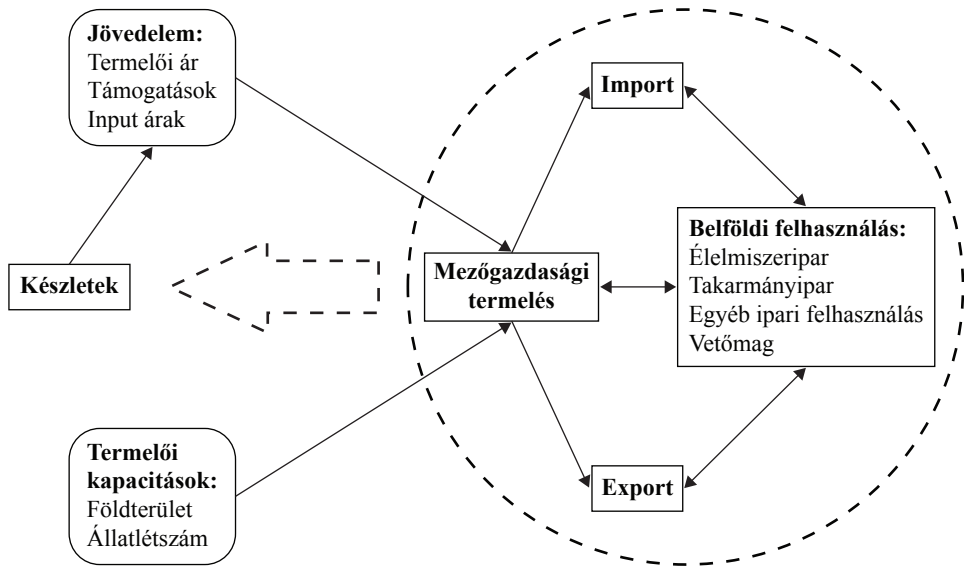 Jövedelem:
Termelői ár
Támogatások
Input árak
Import
Belföldi felhasználás:
Élelmiszeripar
Takarmányipar
Egyéb ipari felhasználás
Vetőmag
Mezőgazdasági
termelés
Készletek
Termelői
kapacitások:
Földterület
Állatlétszám
Export